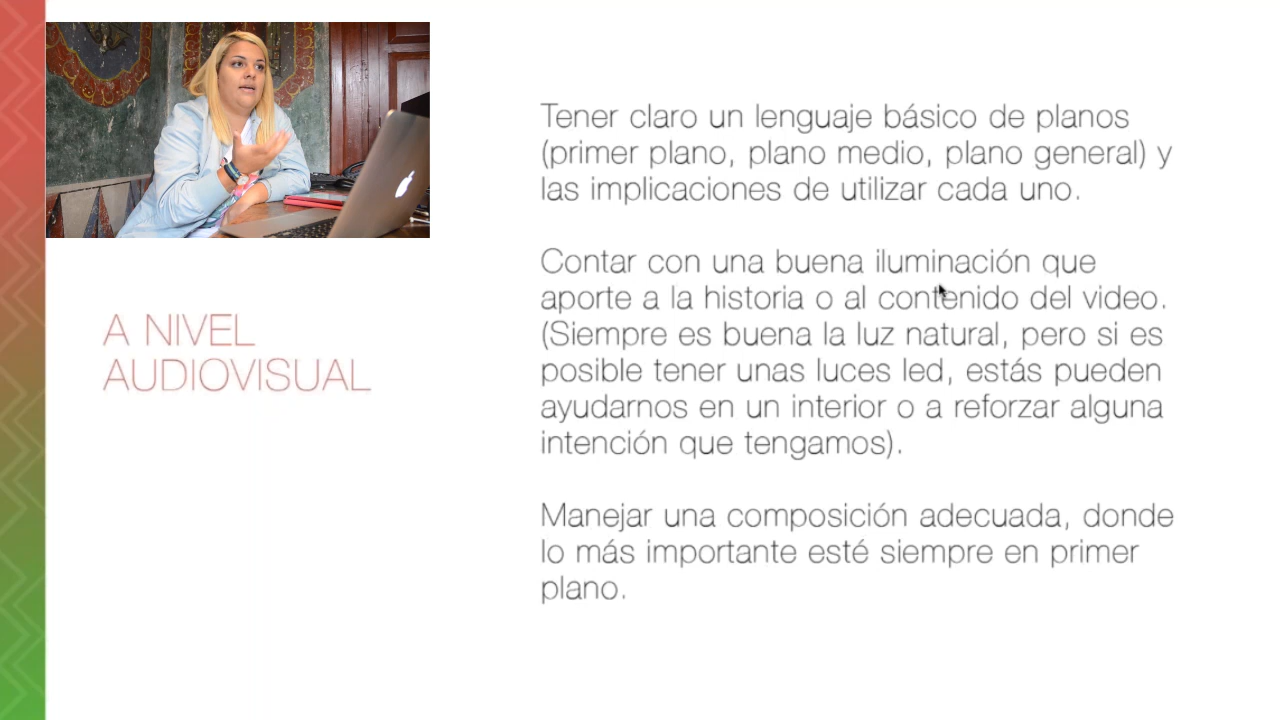 A NIVEL
AUDIOVISUAL
Tener claro un lenguaje básico de planos
(primer plano, plano medio, plano general) y
las implicaciones de utilizar cada uno.
Contar con una buena iluminación que
aporte a la historia o al contenido del video.
(Siempre es buena la luz natural, pero si es
posible tener unas luces led, estás pueden
ayudarnos en un interior o a reforzar alguna
intención que tengamos).
Manejar una composición adecuada, donde
lo más importante esté siempre en primer
plano.